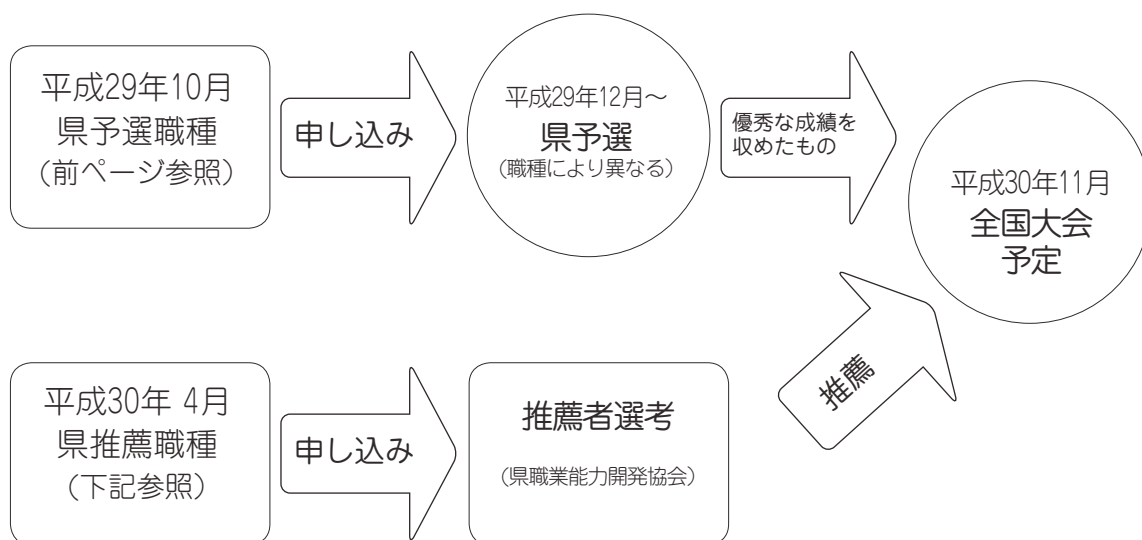 平成29年10月
県予選職種
（前ページ参照）
申し込み
平成29年12月～
県予選
（職種により異なる）
優秀な成績を
収めたもの
平成30年11月
全国大会
予定
平成30年 4月
県推薦職種
（下記参照）
申し込み
推薦者選考
（県職業能力開発協会）
推薦